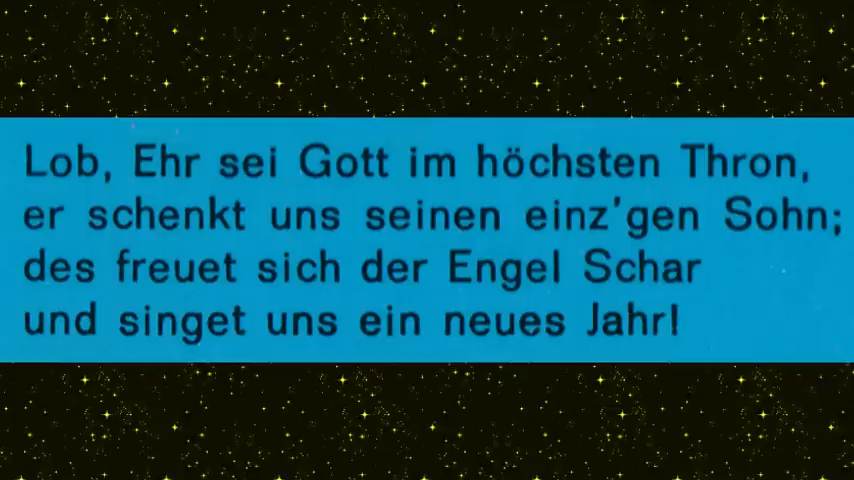 Lob, Ehr sei Gott im höchsten Thron,
er schenkt uns seinen einz'gen Sohn;
des freuet sich der Engel Schar
und singet uns ein neues Jahr!